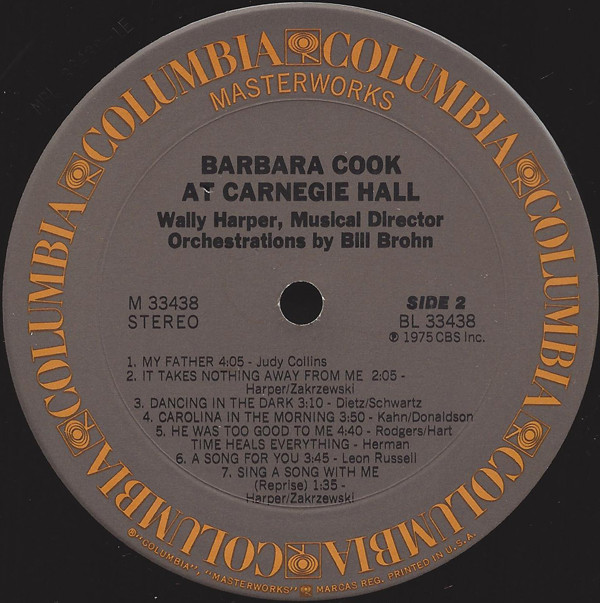 COLUMBIA COLUMBIA COLUMBIA COLUMBIA COLUMBIA COLUMBIA COLUMBIA COLUMBIA
MASTERWORKS
BARBARA COOK
AT CARNEGIE HALL
Wally Harper, Musical Director
Orchestrations by Bill Brohn
M 33438
STEREO
SIDE 2
BL 33438
℗ 1975 CBS Inc.
1. MY FATHER 4:05 - Judy Collins
2. IT TAKES NOTHING AWAY FROM ME 2:05 -
Harper/Zakrzewski
3. DANCING IN THE DARK 3:10 - Dietz/Schwartz
4. CAROLINA IN THE MORNING 3:50 - Kahn/Donaldson
5. HE WAS TOO GOOD TO ME 4:40 - Rodgers/Hart
TIME HEALS EVERYTHING - Herman
6. A SONG FOR YOU 3:45 - Leon Russell
7. SING A SONG WITH ME
(Reprise) 1:35 -
Harper/Zakrzewski
®"COLUMBIA", "MASTERWORKS" MARCAS REG. PRINTED IN U.S.A.